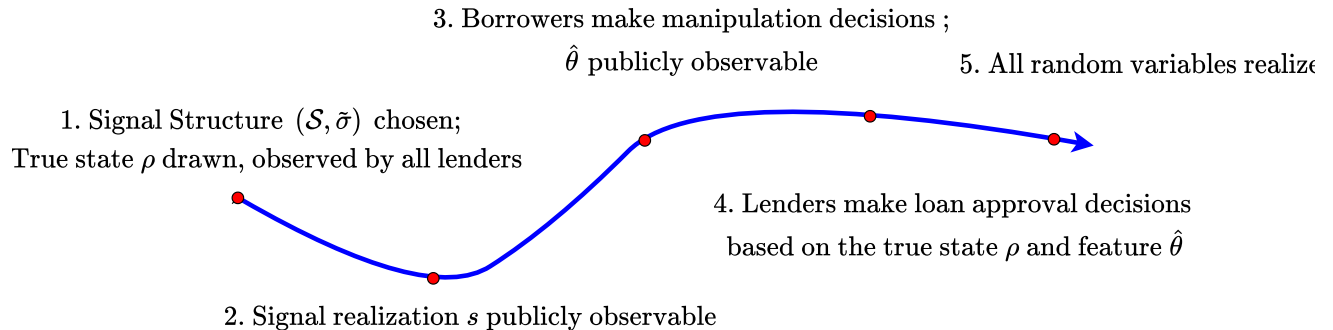 3. Borrowers make manipulation decisions ;
θ̂ publicly observable
5. All random variables realize
1. Signal Structure (𝒮, σ̃) chosen;
True state ρ drawn, observed by all lenders
4. Lenders make loan approval decisions
based on the true state ρ and feature θ̂
2. Signal realization s publicly observable